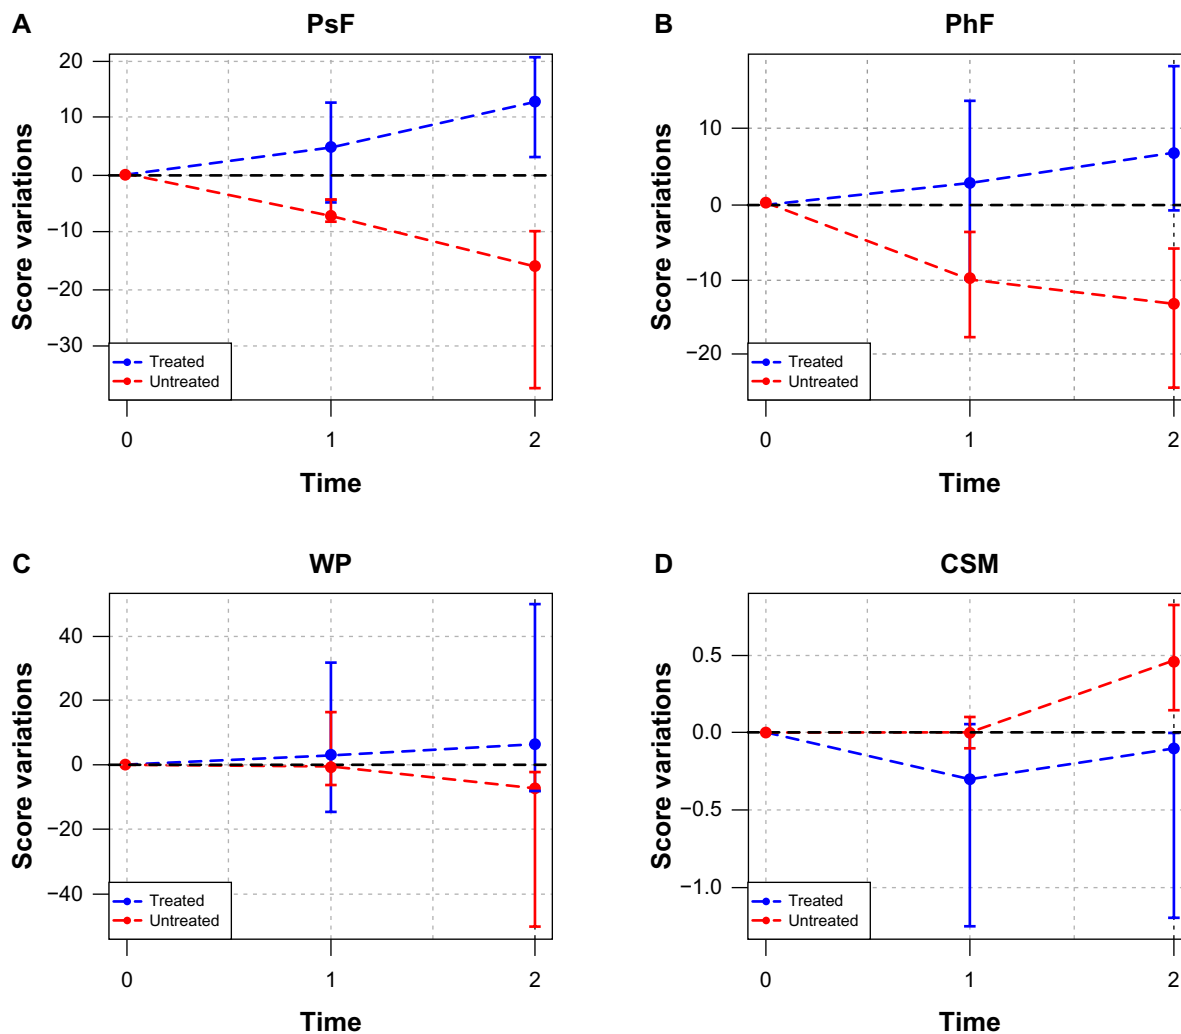 A
PsF
Score variations
20
10
0
−10
−20
−30
Treated
Untreated
0
1
2
Time
B
PhF
Score variations
10
0
−10
−20
Treated
Untreated
0
1
2
Time
C
WP
Score variations
40
20
0
−20
−40
Treated
Untreated
0
1
2
Time
D
CSM
Score variations
0.5
0.0
−0.5
−1.0
Treated
Untreated
0
1
2
Time